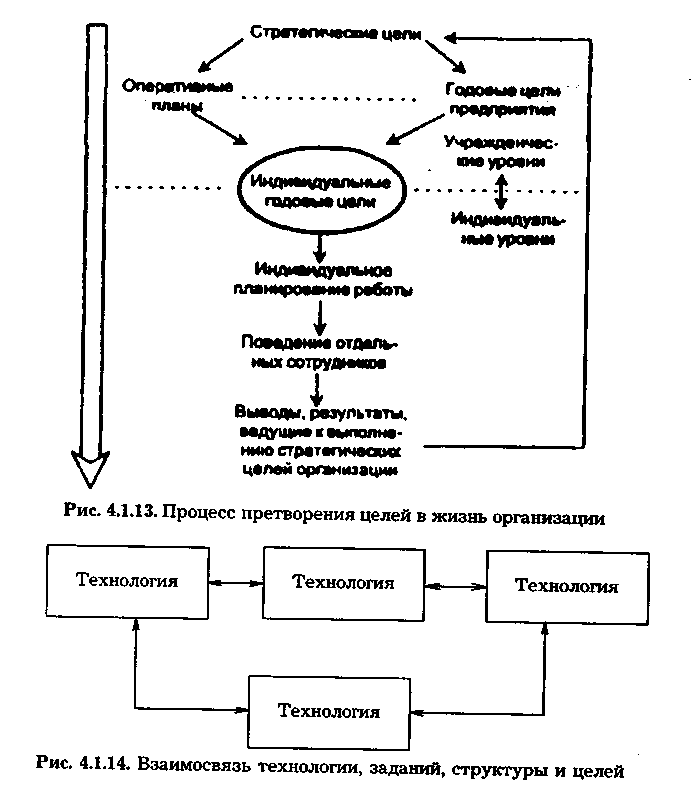 Стратегические цели
Оперативные
планы
Годовые цели
предприятия
Учрежденчес-
кие уровни
Индивидуальные
годовые цели
Индивидуаль-
ные уровни
Индивидуальное
планирование работы
Поведение отдель-
ных сотрудников
Выводы, результаты,
ведущие к выполне-
нию стратегических
целей организации
Рис. 4.1.13. Процесс претворения целей в жизнь организации
Технология
Технология
Технология
Технология
Рис. 4.1.14. Взаимосвязь технологии, заданий, структуры и целей